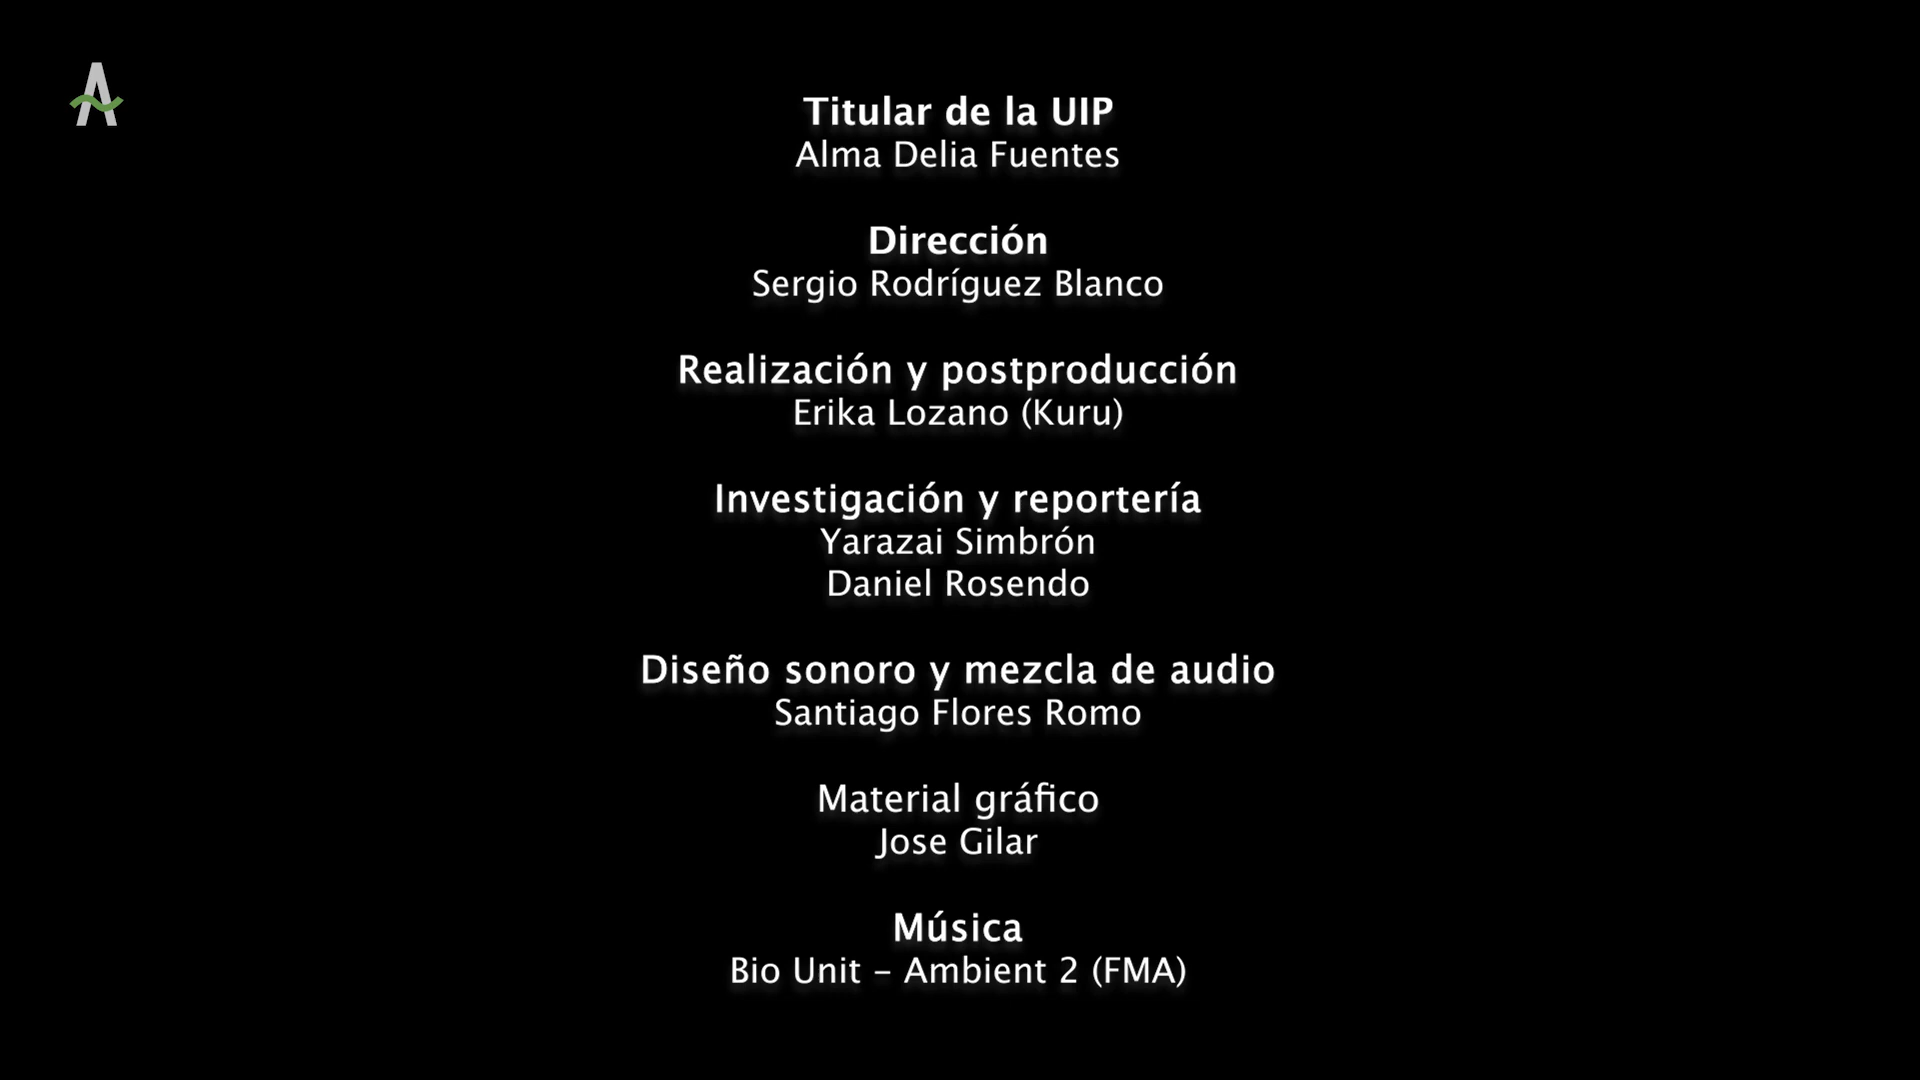 Titular de la UIP
Alma Delia Fuentes
Dirección
Sergio Rodríguez Blanco
Realización y postproducción
Erika Lozano (Kuru)
Investigación y reportería
Yarazai Simbrón
Daniel Rosendo
Diseño sonoro y mezcla de audio
Santiago Flores Romo
Material gráfico
Jose Gilar
Música
Bio Unit – Ambient 2 (FMA)